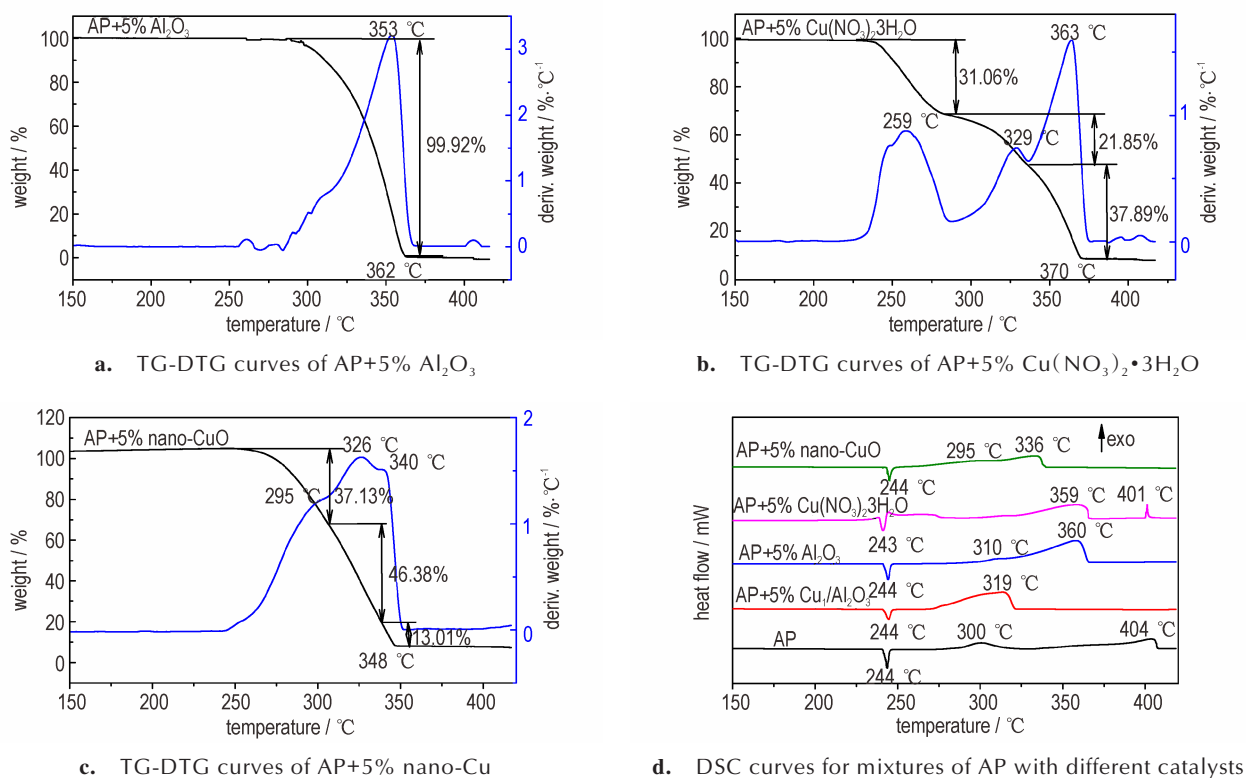 AP+5% Al₂O₃
353 ℃
99.92%
362 ℃
weight / %
deriv. weight / %·℃⁻¹
100
80
60
40
20
0
3
2
1
0
150 200 250 300 350 400
temperature / ℃
a. TG-DTG curves of AP+5% Al₂O₃
AP+5% Cu(NO₃)₂3H₂O
363 ℃
31.06%
259 ℃
329 ℃
21.85%
37.89%
370 ℃
weight / %
deriv. weight / %·℃⁻¹
100
80
60
40
20
0
1
0
150 200 250 300 350 400
temperature / ℃
b. TG-DTG curves of AP+5% Cu(NO₃)₂•3H₂O
AP+5% nano-CuO
326 ℃
340 ℃
295 ℃
37.13%
46.38%
13.01%
348 ℃
weight / %
deriv. weight / %·℃⁻¹
120
100
80
60
40
20
0
2
1
0
150 200 250 300 350 400
temperature / ℃
c. TG-DTG curves of AP+5% nano-Cu
exo
AP+5% nano-CuO
295 ℃
336 ℃
244 ℃
AP+5% Cu(NO₃)₂3H₂O
359 ℃
401 ℃
243 ℃
AP+5% Al₂O₃
310 ℃
360 ℃
244 ℃
AP+5% Cu₁/Al₂O₃
319 ℃
244 ℃
AP
300 ℃
404 ℃
244 ℃
heat flow / mW
150 200 250 300 350 400
temperature / ℃
d. DSC curves for mixtures of AP with different catalysts